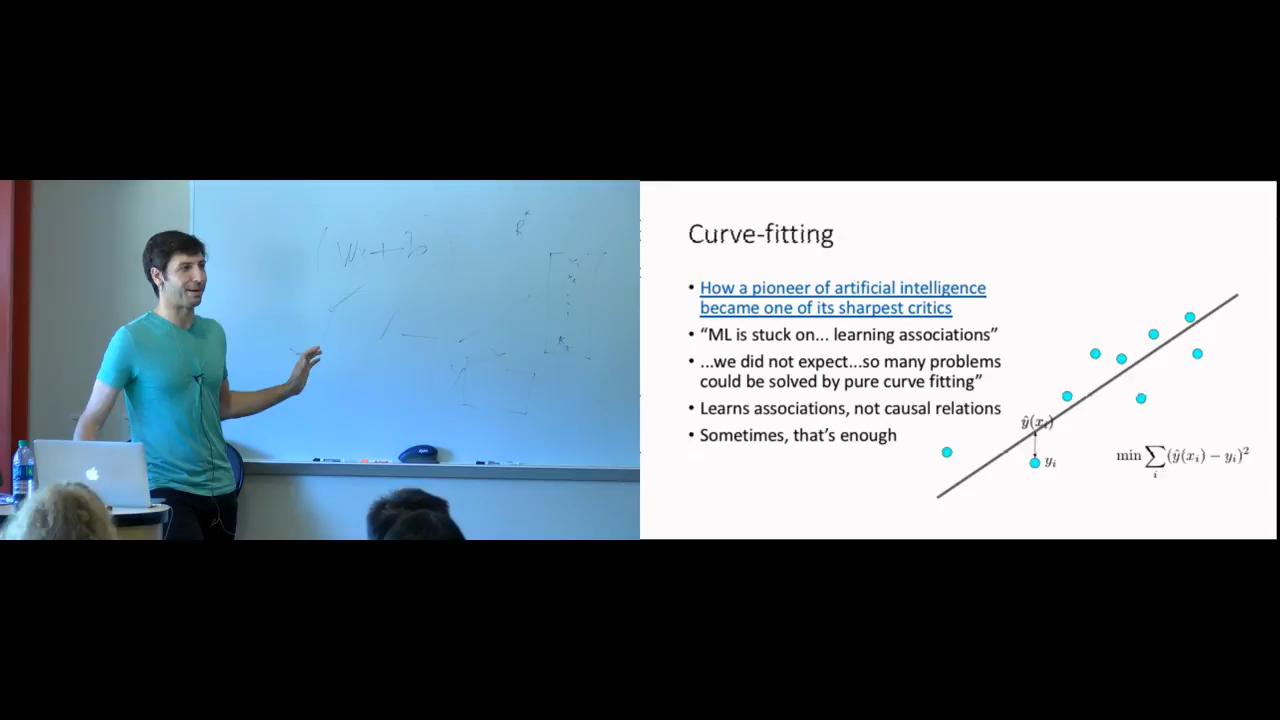 Wx+b
R
Curve-fitting
• How a pioneer of artificial intelligence
became one of its sharpest critics
• “ML is stuck on... learning associations”
• ...we did not expect...so many problems
could be solved by pure curve fitting”
• Learns associations, not causal relations
• Sometimes, that’s enough
ŷ(xᵢ)
yᵢ
min ∑ᵢ (ŷ(xᵢ) − yᵢ)²